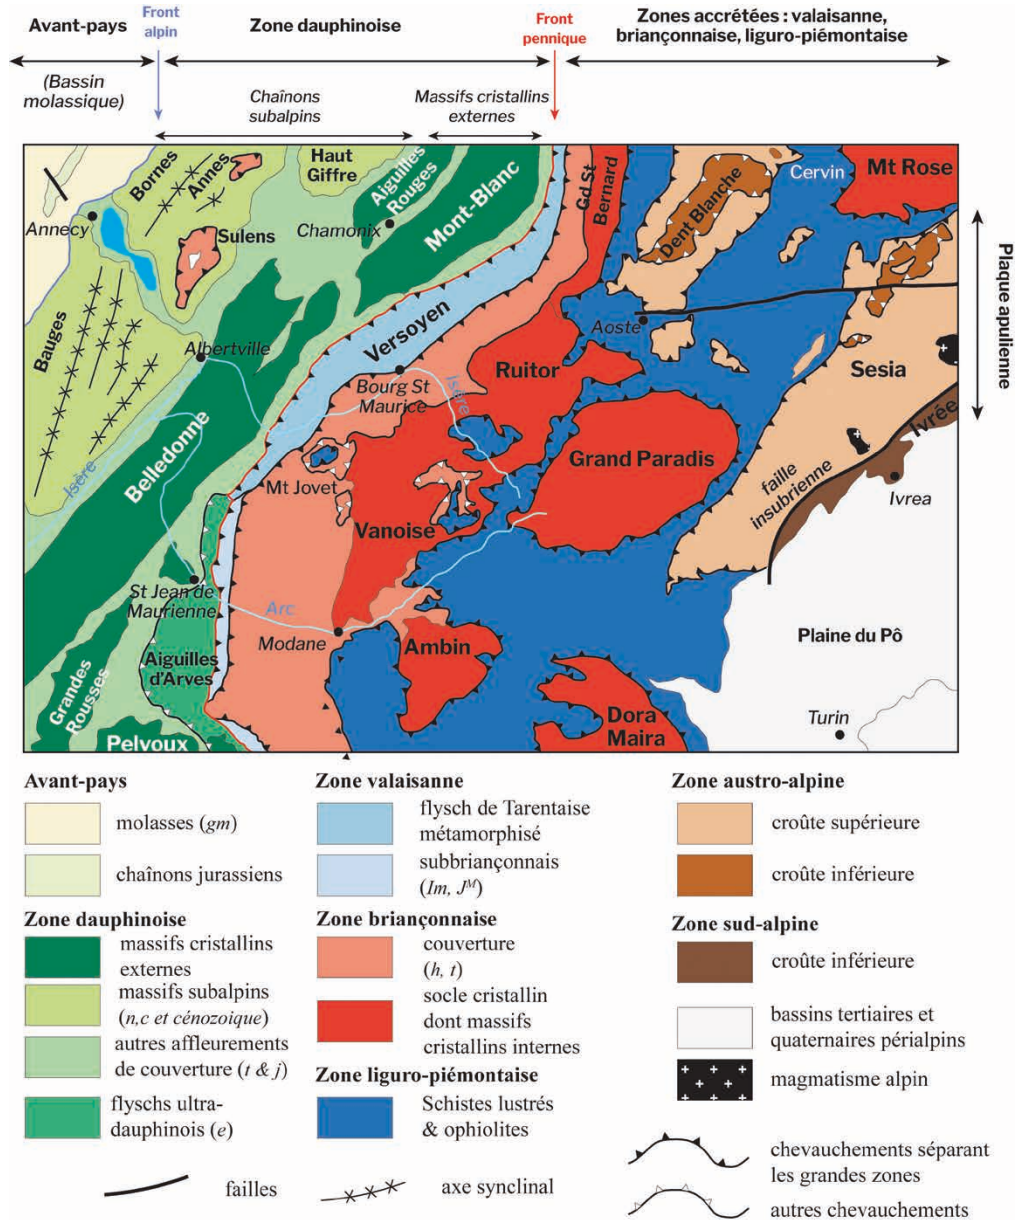 Avant-pays
Front
alpin
Zone dauphinoise
Front
pennique
Zones accrétées : valaisanne,
briançonnaise, liguro-piémontaise
(Bassin
molassique)
Chaînons
subalpins
Massifs cristallins
externes
Bornes
Annes
Haut
Giffre
Aiguilles
Rouges
Mont-Blanc
Gd St
Bernard
Dent Blanche
Cervin
Mt Rose
Annecy
Sulens
Chamonix
Plaque apulienne
Bauges
Albertville
Versoyen
Aoste
Ruitor
Sesia
Bourg St
Maurice
Isère
Ivrée
Belledonne
Isère
Mt Jovet
Grand Paradis
faille
insubrienne
Ivrea
Vanoise
St Jean de
Maurienne
Arc
Modane
Ambin
Plaine du Pô
Aiguilles
d'Arves
Grandes
Rousses
Pelvoux
Dora
Maira
Turin
Avant-pays
molasses (gm)
chaînons jurassiens
Zone dauphinoise
massifs cristallins
externes
massifs subalpins
(n,c et cénozoique)
autres affleurements
de couverture (t & j)
flyschs ultra-
dauphinois (e)
Zone valaisanne
flysch de Tarentaise
métamorphisé
subbriançonnais
(Im, Jᴹ)
Zone briançonnaise
couverture
(h, t)
socle cristallin
dont massifs
cristallins internes
Zone liguro-piémontaise
Schistes lustrés
& ophiolites
Zone austro-alpine
croûte supérieure
croûte inférieure
Zone sud-alpine
croûte inférieure
bassins tertiaires et
quaternaires périalpins
magmatisme alpin
failles
axe synclinal
chevauchements séparant
les grandes zones
autres chevauchements